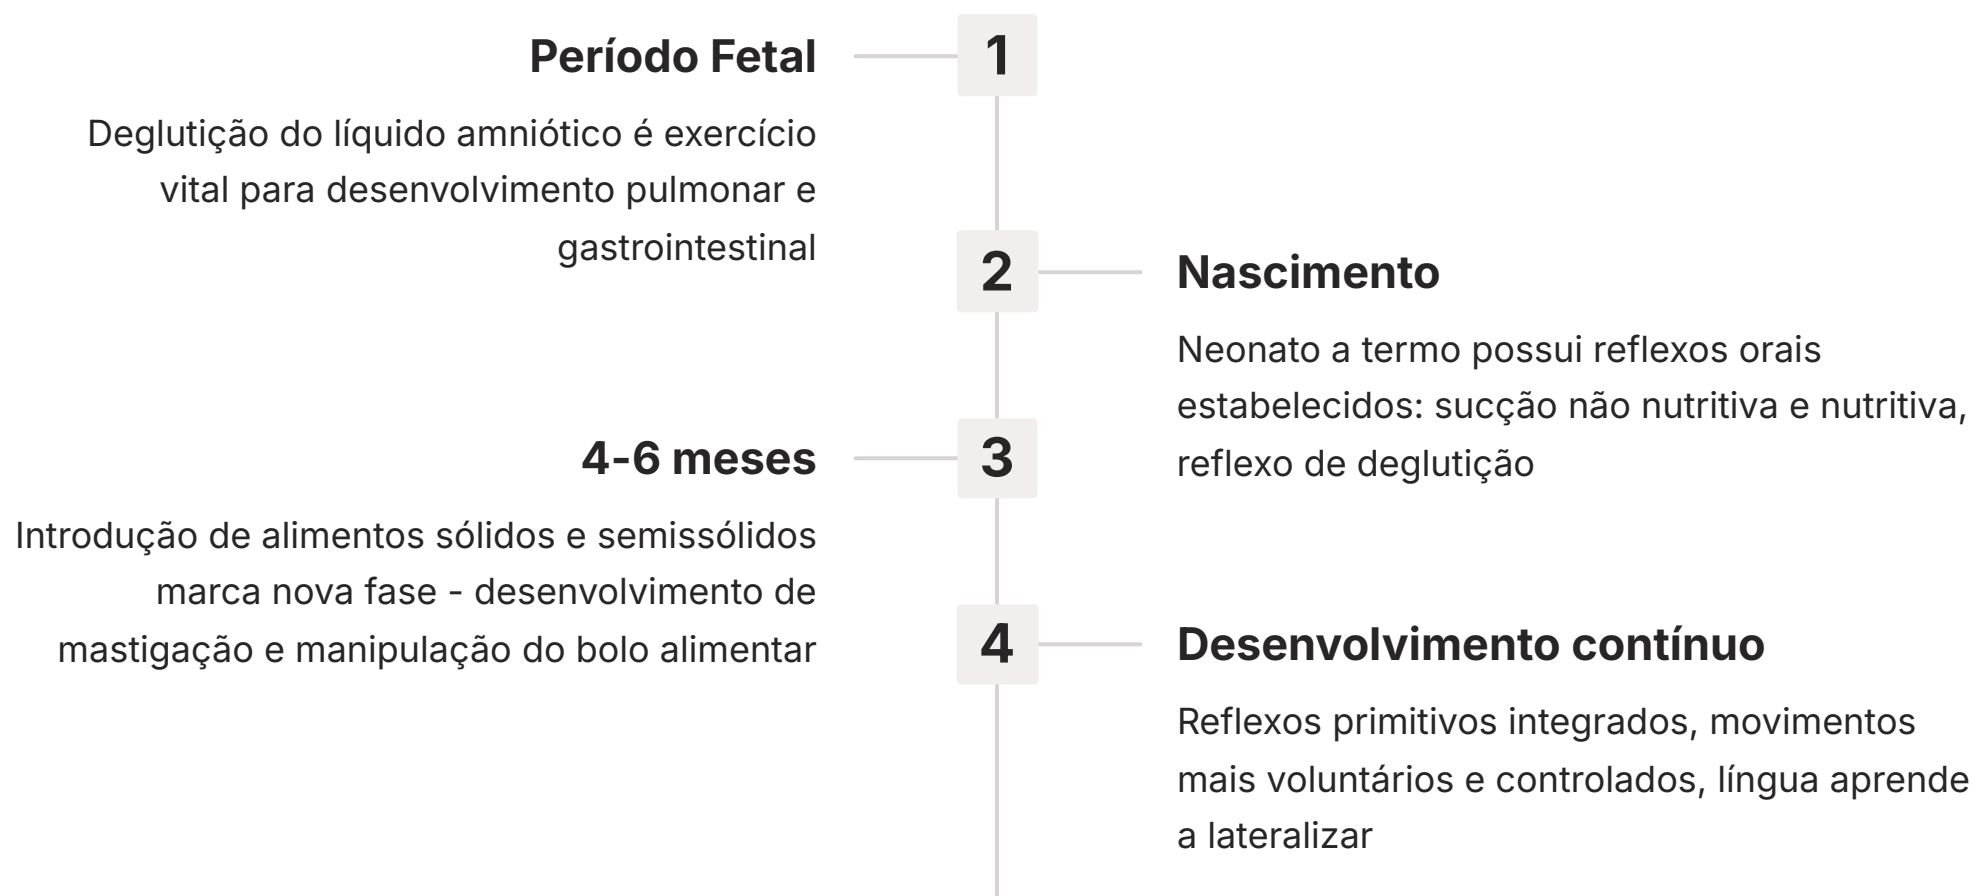 Período Fetal
1
Deglutição do líquido amniótico é exercício
vital para desenvolvimento pulmonar e
gastrointestinal
2
Nascimento
Neonato a termo possui reflexos orais
estabelecidos: sucção não nutritiva e nutritiva,
reflexo de deglutição
4-6 meses
3
Introdução de alimentos sólidos e semissólidos
marca nova fase - desenvolvimento de
mastigação e manipulação do bolo alimentar
4
Desenvolvimento contínuo
Reflexos primitivos integrados, movimentos
mais voluntários e controlados, língua aprende
a lateralizar